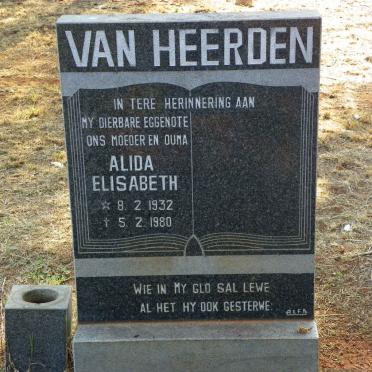 VAN HEERDEN
IN TERE HERINNERING AAN
MY DIERBARE EGGENOTE
ONS MOEDER EN OUMA
ALIDA
ELISABETH
☆ 8. 2. 1932
† 5. 2. 1980
WIE IN MY GLO SAL LEWE
AL HET HY OOK GESTERWE